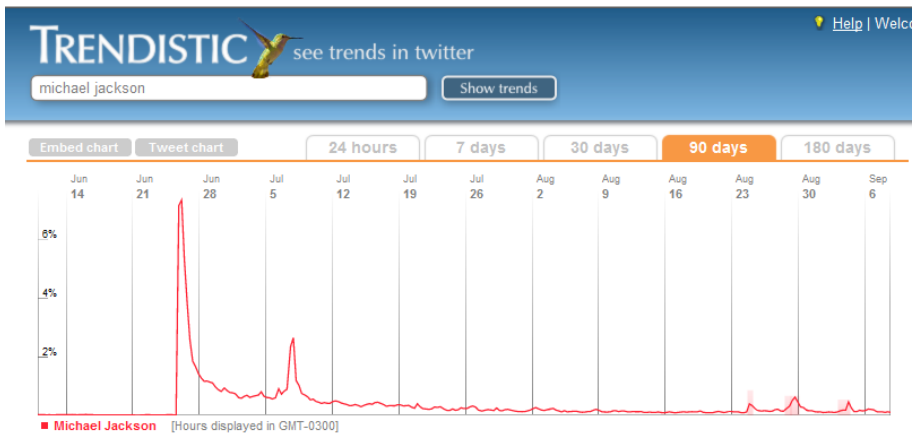 Help | Welco
TRENDISTIC see trends in twitter
michael jackson Show trends
Embed chart Tweet chart 24 hours 7 days 30 days 90 days 180 days
Jun Jun Jun Jul Jul Jul Jul Aug Aug Aug Aug Aug Sep
14 21 28 5 12 19 26 2 9 16 23 30 6
6%
4%
2%
Michael Jackson [Hours displayed in GMT-0300]